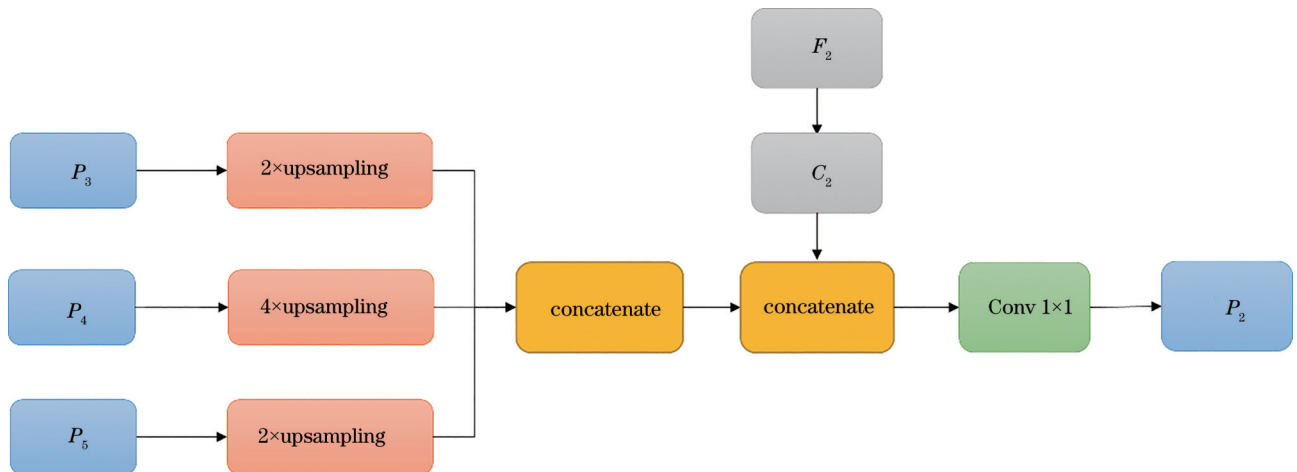 F₂
P₃
2×upsampling
C₂
P₄
4×upsampling
concatenate
concatenate
Conv 1×1
P₂
P₅
2×upsampling